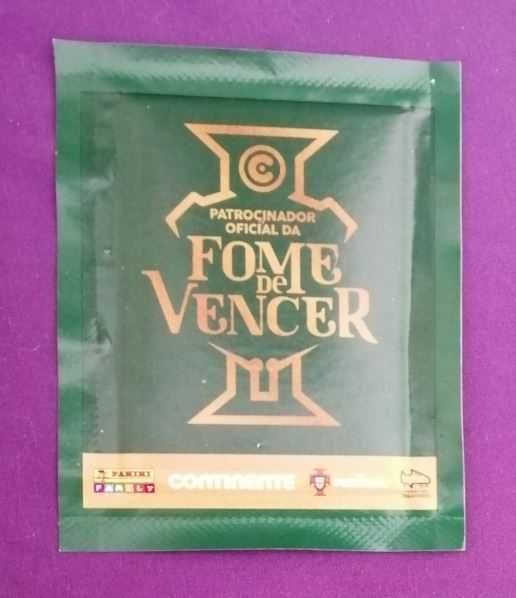 C
PATROCINADOR
OFICIAL DA
FOME
DE
VENCER
PANINI
FAMILY
CONTINENTE